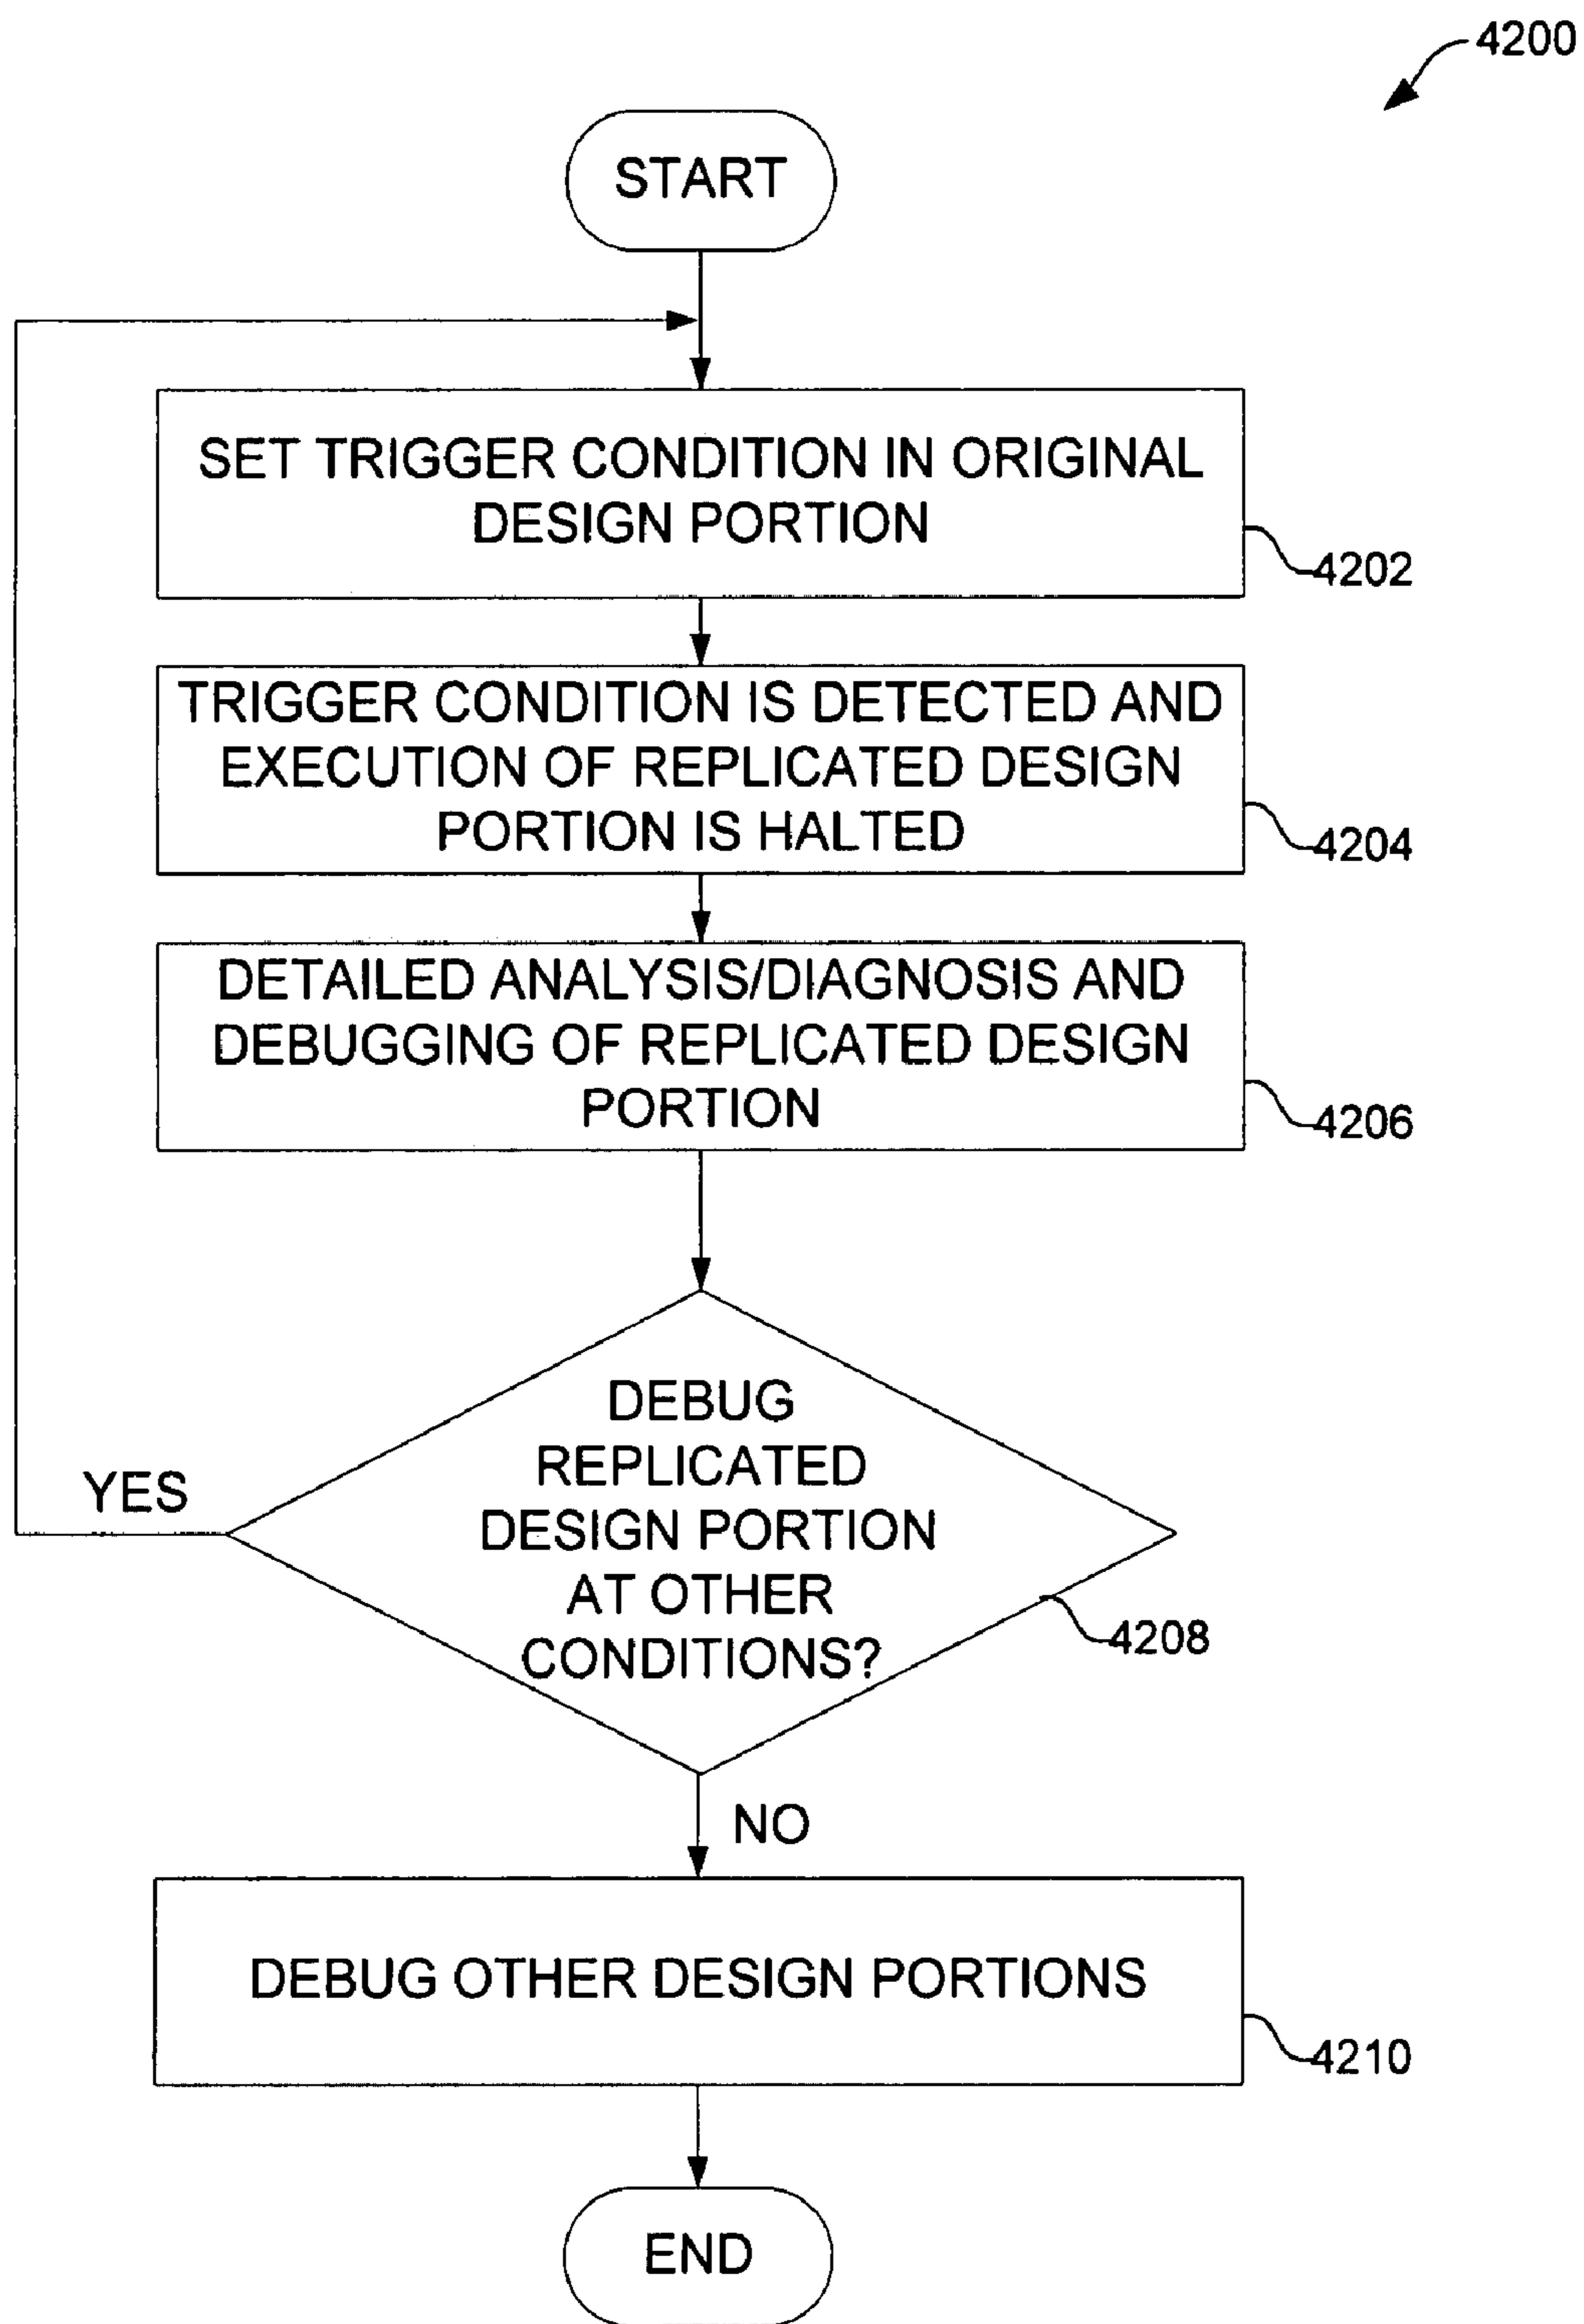 4200
START
SET TRIGGER CONDITION IN ORIGINAL
DESIGN PORTION
4202
TRIGGER CONDITION IS DETECTED AND
EXECUTION OF REPLICATED DESIGN
PORTION IS HALTED
4204
DETAILED ANALYSIS/DIAGNOSIS AND
DEBUGGING OF REPLICATED DESIGN
PORTION
4206
DEBUG
REPLICATED
DESIGN PORTION
AT OTHER
CONDITIONS?
YES
4208
NO
DEBUG OTHER DESIGN PORTIONS
4210
END